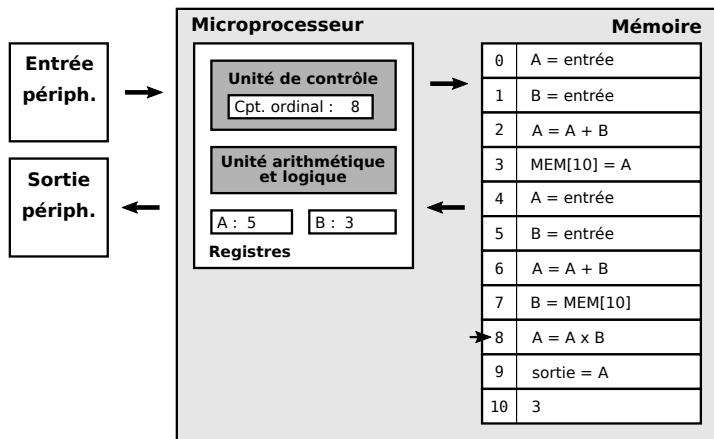 Microprocesseur
Mémoire
Entrée
périph.
Sortie
périph.
Unité de contrôle
Cpt. ordinal : 8
Unité arithmétique
et logique
A : 5
B : 3
Registres
0 A = entrée
1 B = entrée
2 A = A + B
3 MEM[10] = A
4 A = entrée
5 B = entrée
6 A = A + B
7 B = MEM[10]
8 A = A x B
9 sortie = A
10 3